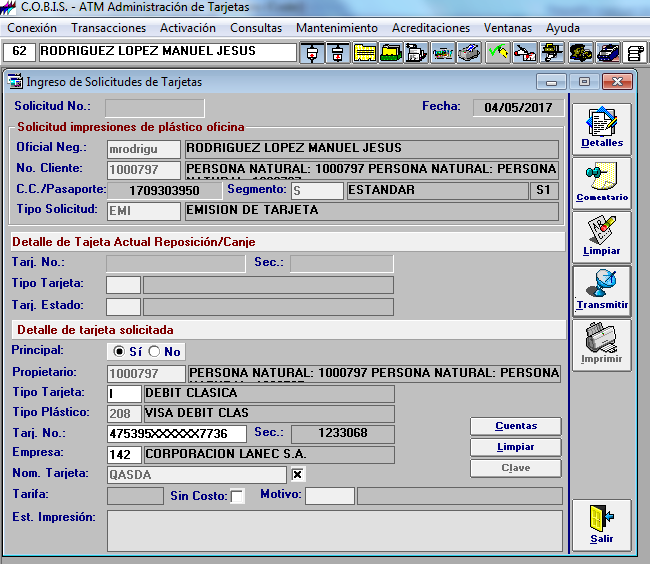 C.O.B.I.S. - ATM Administración de Tarjetas
Conexión Transacciones Activación Consultas Mantenimiento Acreditaciones Ventanas Ayuda
62 RODRIGUEZ LOPEZ MANUEL JESUS
Ingreso de Solicitudes de Tarjetas
Solicitud No.: Fecha: 04/05/2017
Solicitud impresiones de plástico oficina
Oficial Neg.: mrodrigu RODRIGUEZ LOPEZ MANUEL JESUS
No. Cliente: 1000797 PERSONA NATURAL: 1000797 PERSONA NATURAL: PERSONA
NATURAL: 1000797
C.C./Pasaporte: 1709303950 Segmento: S ESTANDAR S1
Tipo Solicitud: EMI EMISION DE TARJETA
Detalle de Tajeta Actual Reposición/Canje
Tarj. No.: Sec.:
Tipo Tarjeta:
Tarj. Estado:
Detalle de tarjeta solicitada
Principal: Sí No
Propietario: 1000797 PERSONA NATURAL: 1000797 PERSONA NATURAL: PERSONA
NATURAL: 1000797
Tipo Tarjeta: I DEBIT CLASICA
Tipo Plástico: 208 VISA DEBIT CLAS
Tarj. No.: 475395XXXXXX7736 Sec.: 1233068
Empresa: 142 CORPORACION LANEC S.A.
Nom. Tarjeta: QASDA
Tarifa: Sin Costo: Motivo:
Est. Impresión:
Cuentas
Limpiar
Clave
Detalles
Comentario
Limpiar
Transmitir
Imprimir
Salir